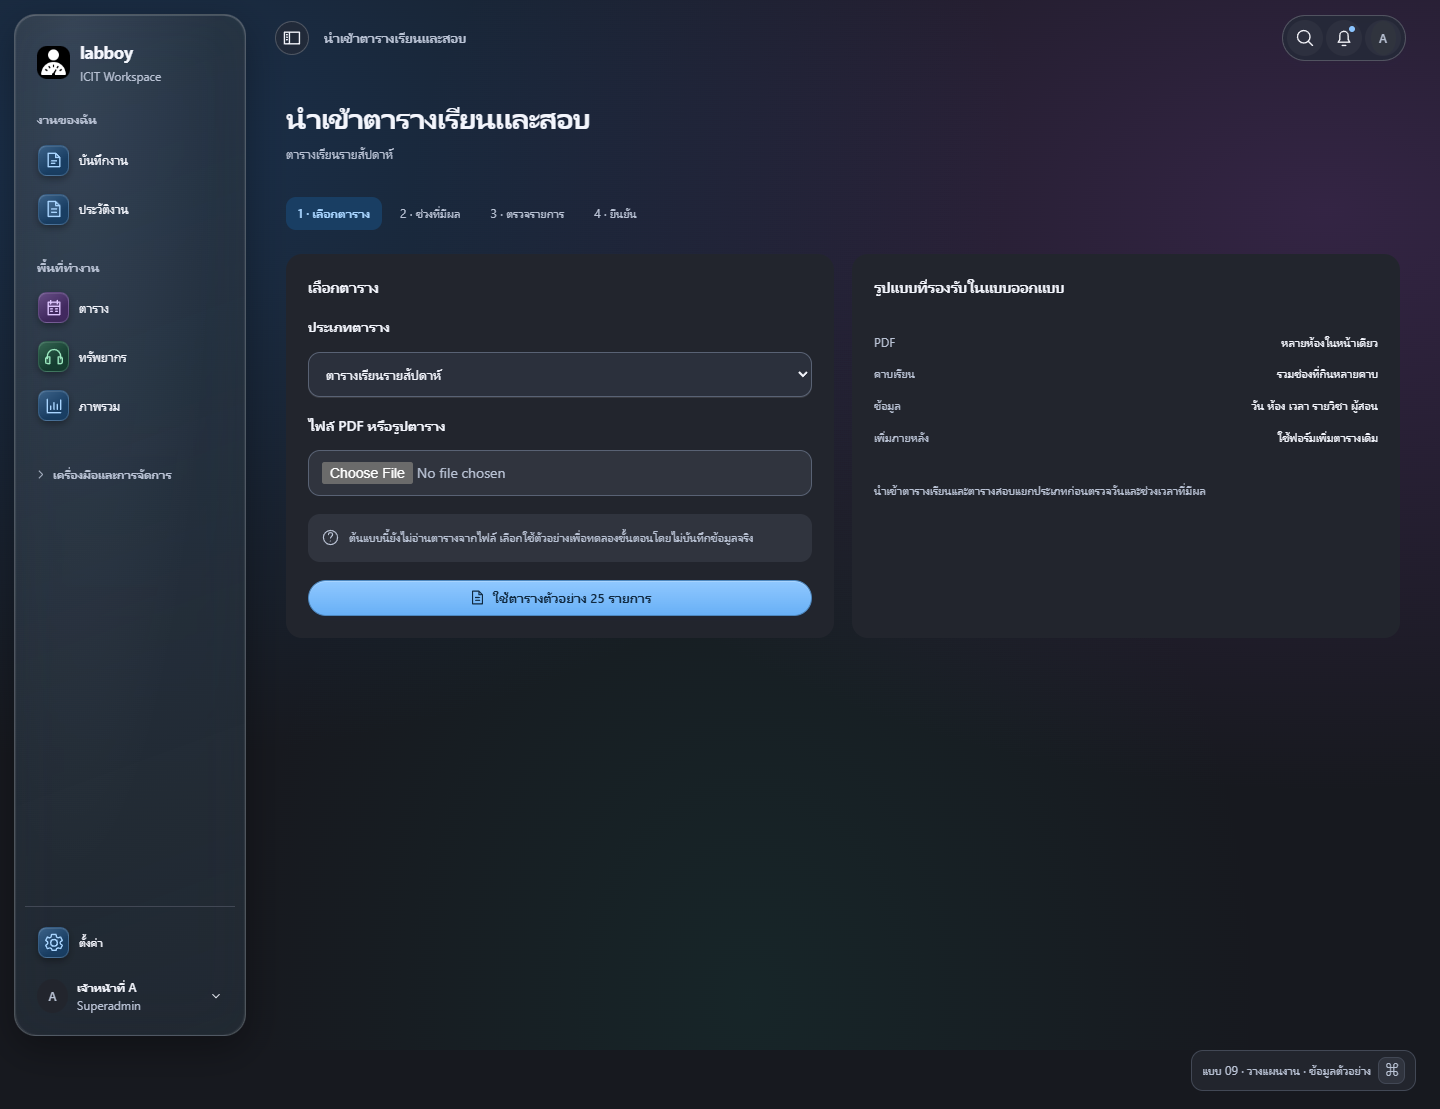 labboy
ICIT Workspace
งานของฉัน
บันทึกงาน
ประวัติงาน
พื้นที่ทำงาน
ตาราง
ทรัพยากร
ภาพรวม
เครื่องมือและการจัดการ
ตั้งค่า
A
เจ้าหน้าที่ A
Superadmin
นำเข้าตารางเรียนและสอบ
A
นำเข้าตารางเรียนและสอบ
ตารางเรียนรายสัปดาห์
1 · เลือกตาราง
2 · ช่วงที่มีผล
3 · ตรวจรายการ
4 · ยืนยัน
เลือกตาราง
ประเภทตาราง
ตารางเรียนรายสัปดาห์
ไฟล์ PDF หรือรูปตาราง
Choose File No file chosen
ต้นแบบนี้ยังไม่อ่านตารางจากไฟล์ เลือกใช้ตัวอย่างเพื่อทดลองขั้นตอนโดยไม่บันทึกข้อมูลจริง
ใช้ตารางตัวอย่าง 25 รายการ
รูปแบบที่รองรับในแบบออกแบบ
PDF หลายห้องในหน้าเดียว
คาบเรียน รวมช่องที่กินหลายคาบ
ข้อมูล วัน ห้อง เวลา รายวิชา ผู้สอน
เพิ่มภายหลัง ใช้ฟอร์มเพิ่มตารางเดิม
นำเข้าตารางเรียนและตารางสอบแยกประเภทก่อนตรวจวันและช่วงเวลาที่มีผล
แบบ 09 · วางแผนงาน · ข้อมูลตัวอย่าง ⌘